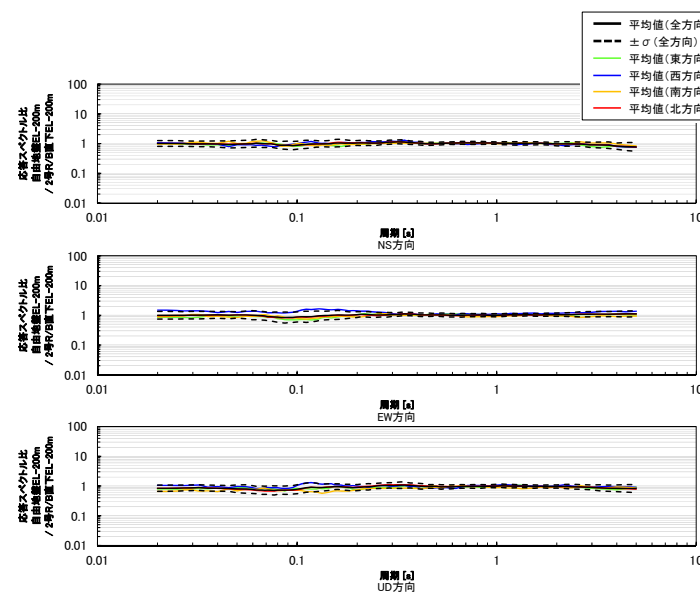 平均値(全方向
±σ(全方向)
平均値(東方向
平均値(西方向
平均値(南方向
平均値(北方向
応答スペクトル比
自由地盤EL-200m
/ 2号R/B直下EL-200m
100
10
1
0.1
0.01
0.01
0.1
1
10
周期 [s]
NS方向
応答スペクトル比
自由地盤EL-200m
/ 2号R/B直下EL-200m
100
10
1
0.1
0.01
0.01
0.1
1
10
周期 [s]
EW方向
応答スペクトル比
自由地盤EL-200m
/ 2号R/B直下EL-200m
100
10
1
0.1
0.01
0.01
0.1
1
10
周期 [s]
UD方向